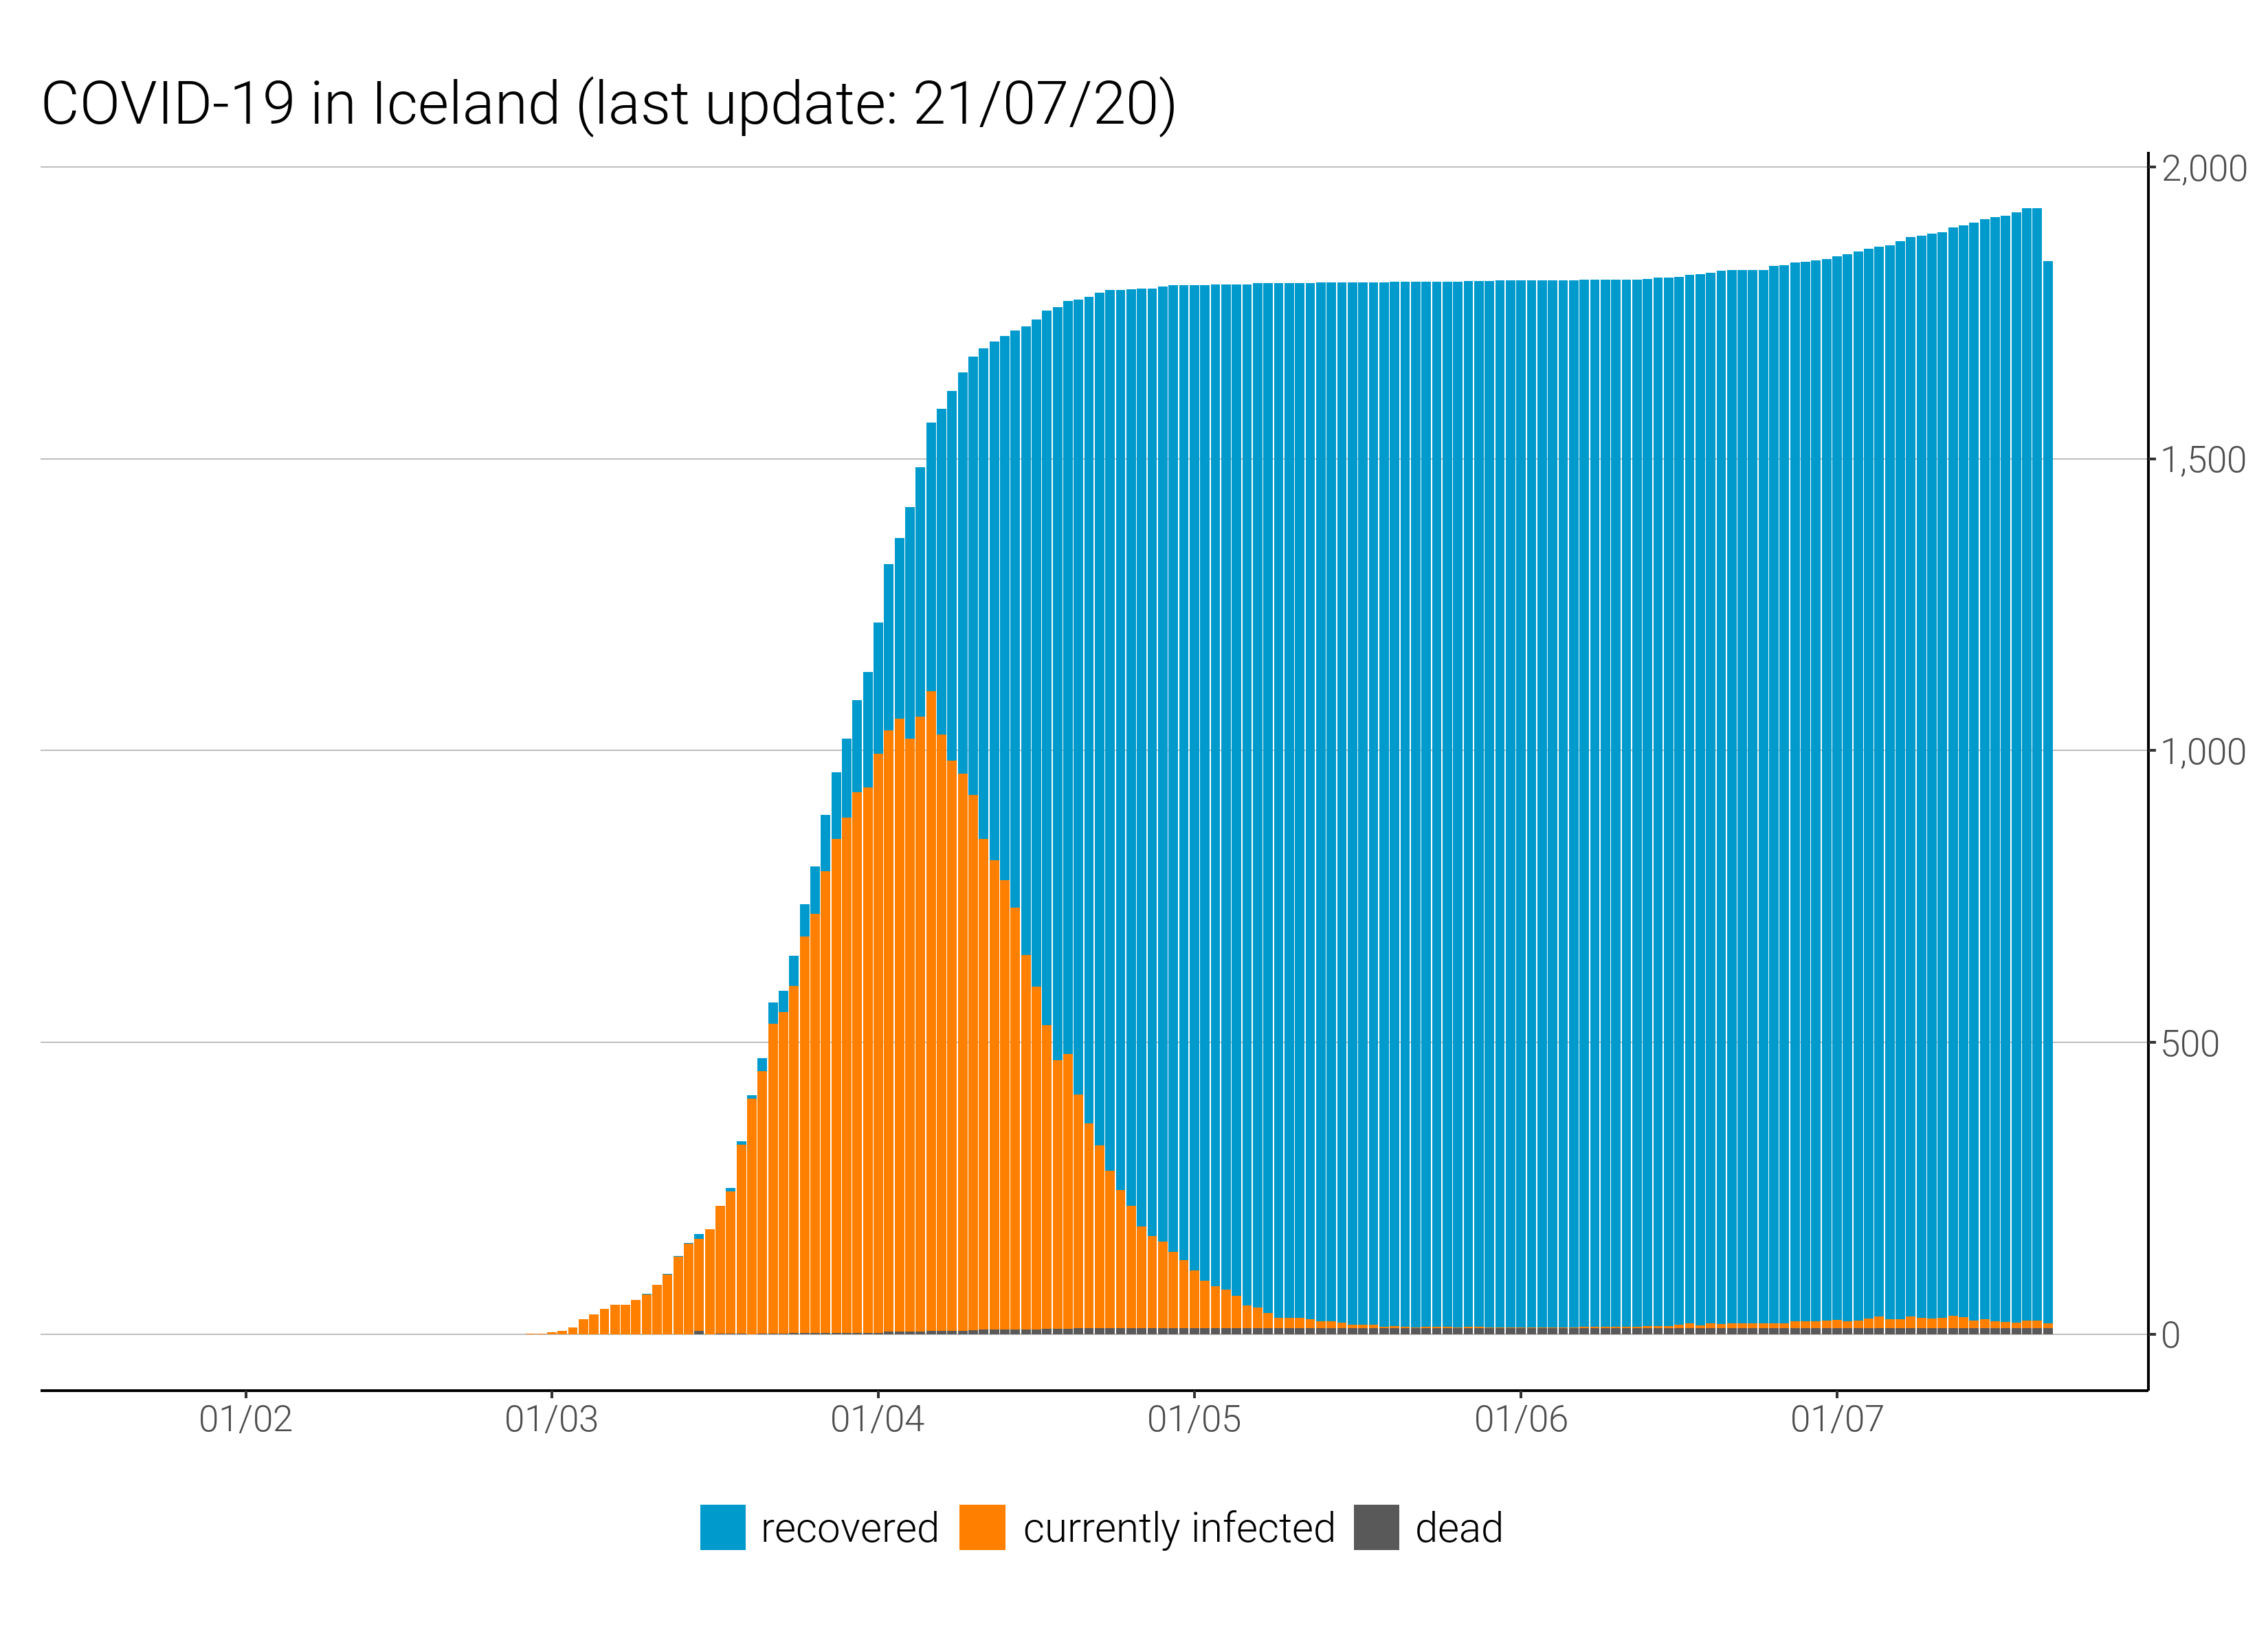 COVID-19 in Iceland (last update: 21/07/20)
2,000
1,500
1,000
500
0
01/02 01/03 01/04 01/05 01/06 01/07
recovered currently infected dead